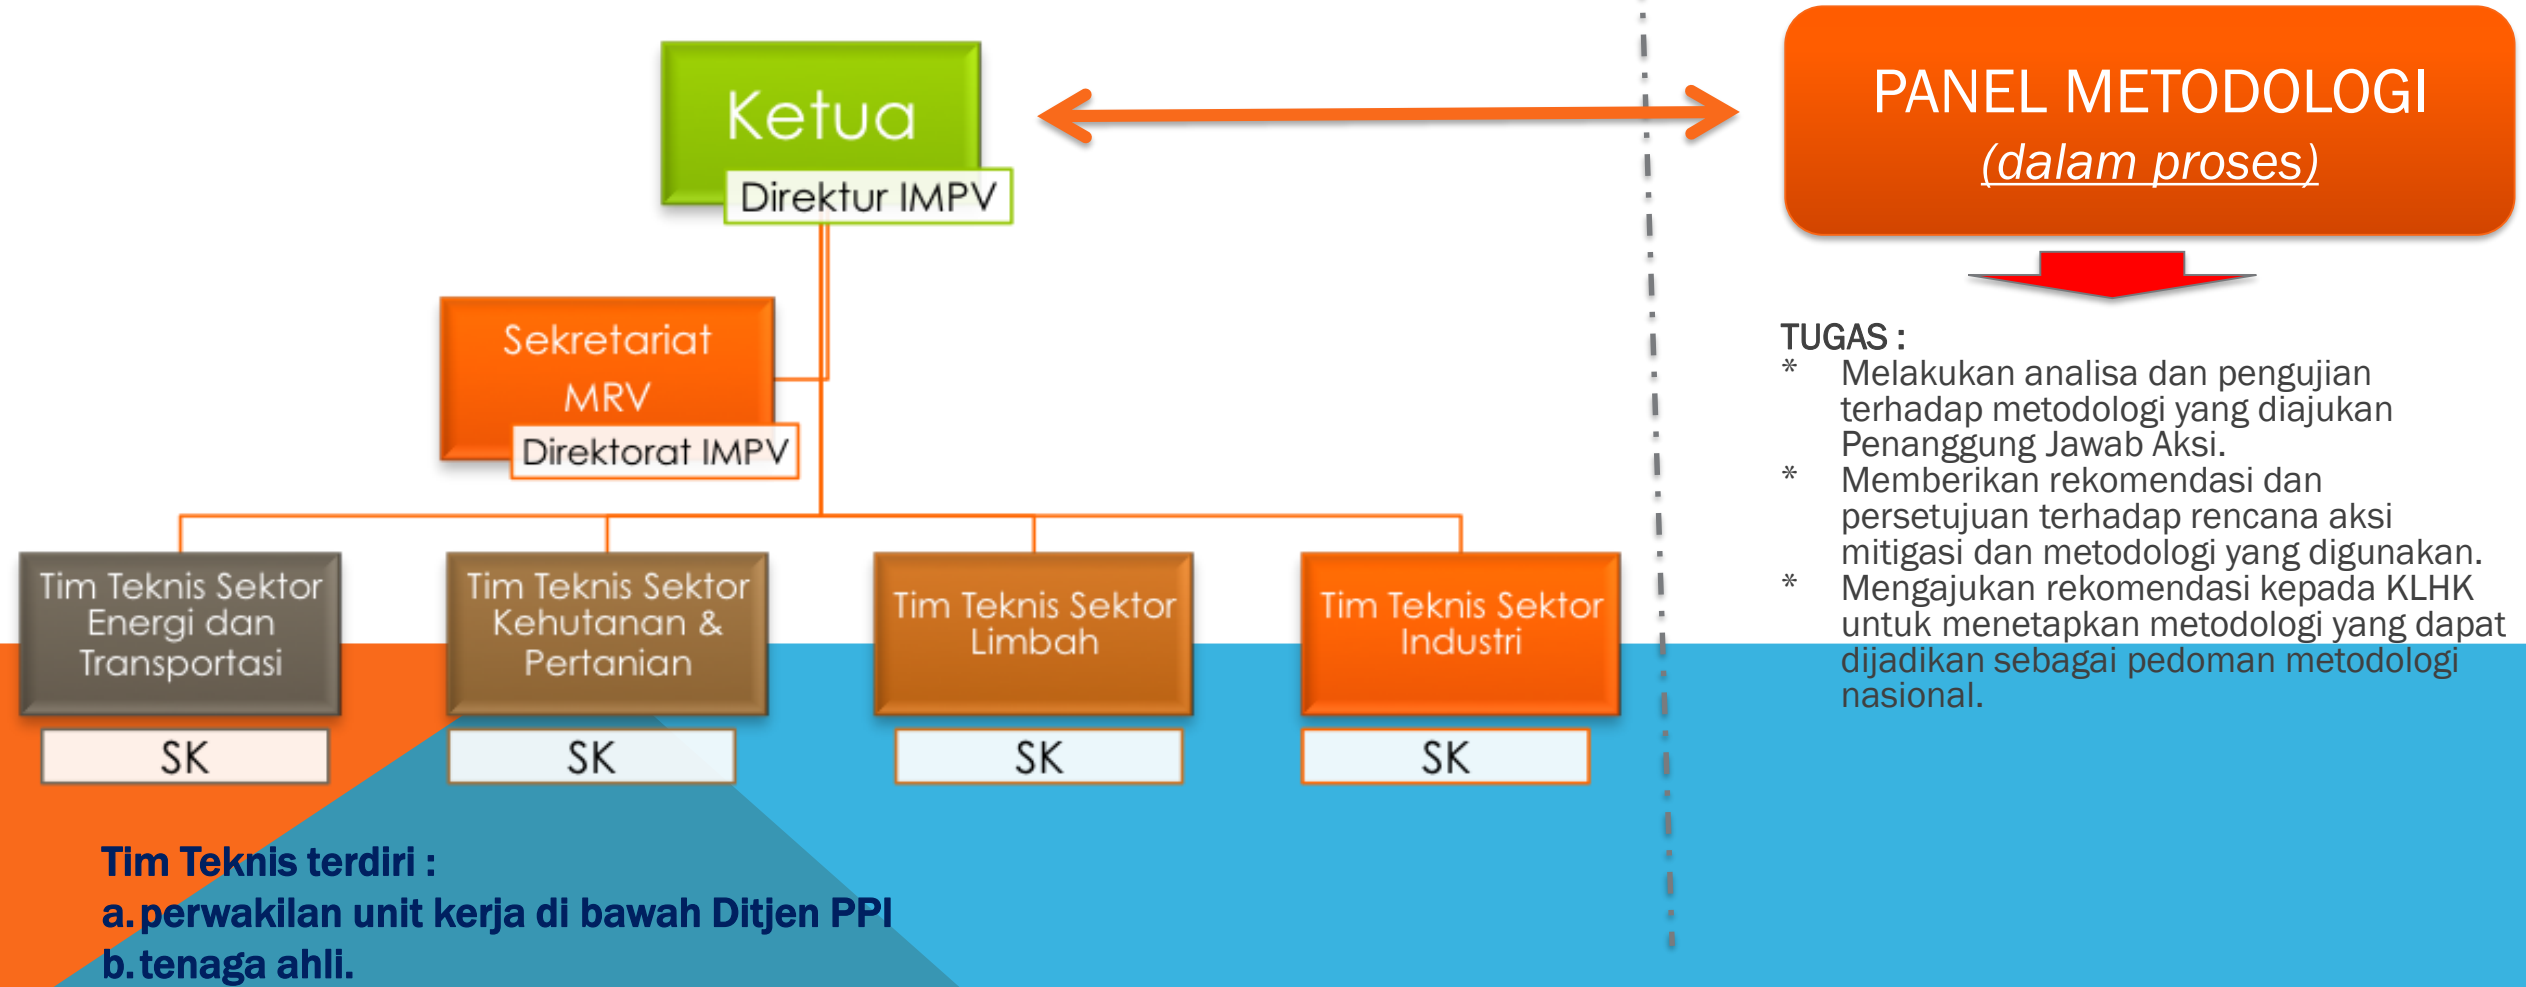 Ketua
Direktur IMPV
Sekretariat
MRV
Direktorat IMPV
Tim Teknis Sektor
Energi dan
Transportasi
SK
Tim Teknis Sektor
Kehutanan &
Pertanian
SK
Tim Teknis Sektor
Limbah
SK
Tim Teknis Sektor
Industri
SK
Tim Teknis terdiri :
a. perwakilan unit kerja di bawah Ditjen PPI
b. tenaga ahli.
PANEL METODOLOGI
(dalam proses)
TUGAS :
* Melakukan analisa dan pengujian
terhadap metodologi yang diajukan
Penanggung Jawab Aksi.
* Memberikan rekomendasi dan
persetujuan terhadap rencana aksi
mitigasi dan metodologi yang digunakan.
* Mengajukan rekomendasi kepada KLHK
untuk menetapkan metodologi yang dapat
dijadikan sebagai pedoman metodologi
nasional.